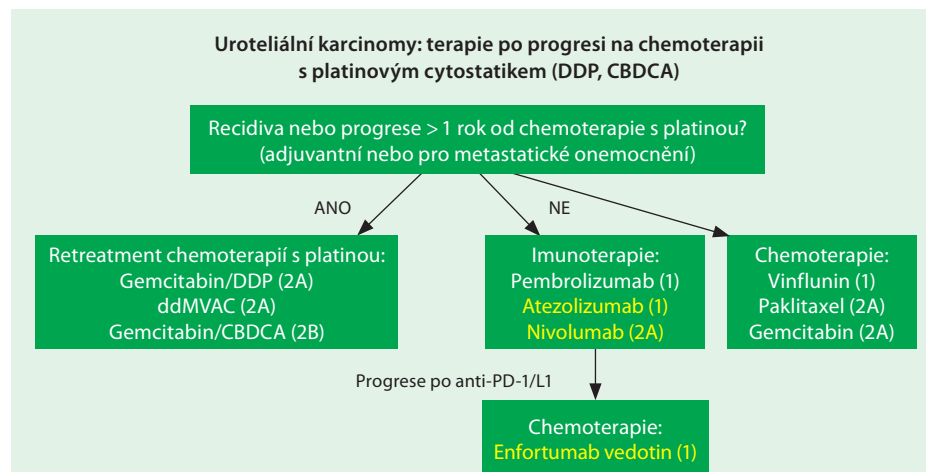 Uroteliální karcinomy: terapie po progresi na chemoterapii
s platinovým cytostatikem (DDP, CBDCA)
Recidiva nebo progrese > 1 rok od chemoterapie s platinou?
(adjuvantní nebo pro metastatické onemocnění)
ANO
NE
Retreatment chemoterapií s platinou:
Gemcitabin/DDP (2A)
ddMVAC (2A)
Gemcitabin/CBDCA (2B)
Imunoterapie:
Pembrolizumab (1)
Atezolizumab (1)
Nivolumab (2A)
Chemoterapie:
Vinflunin (1)
Paklitaxel (2A)
Gemcitabin (2A)
Progrese po anti-PD-1/L1
Chemoterapie:
Enfortumab vedotin (1)